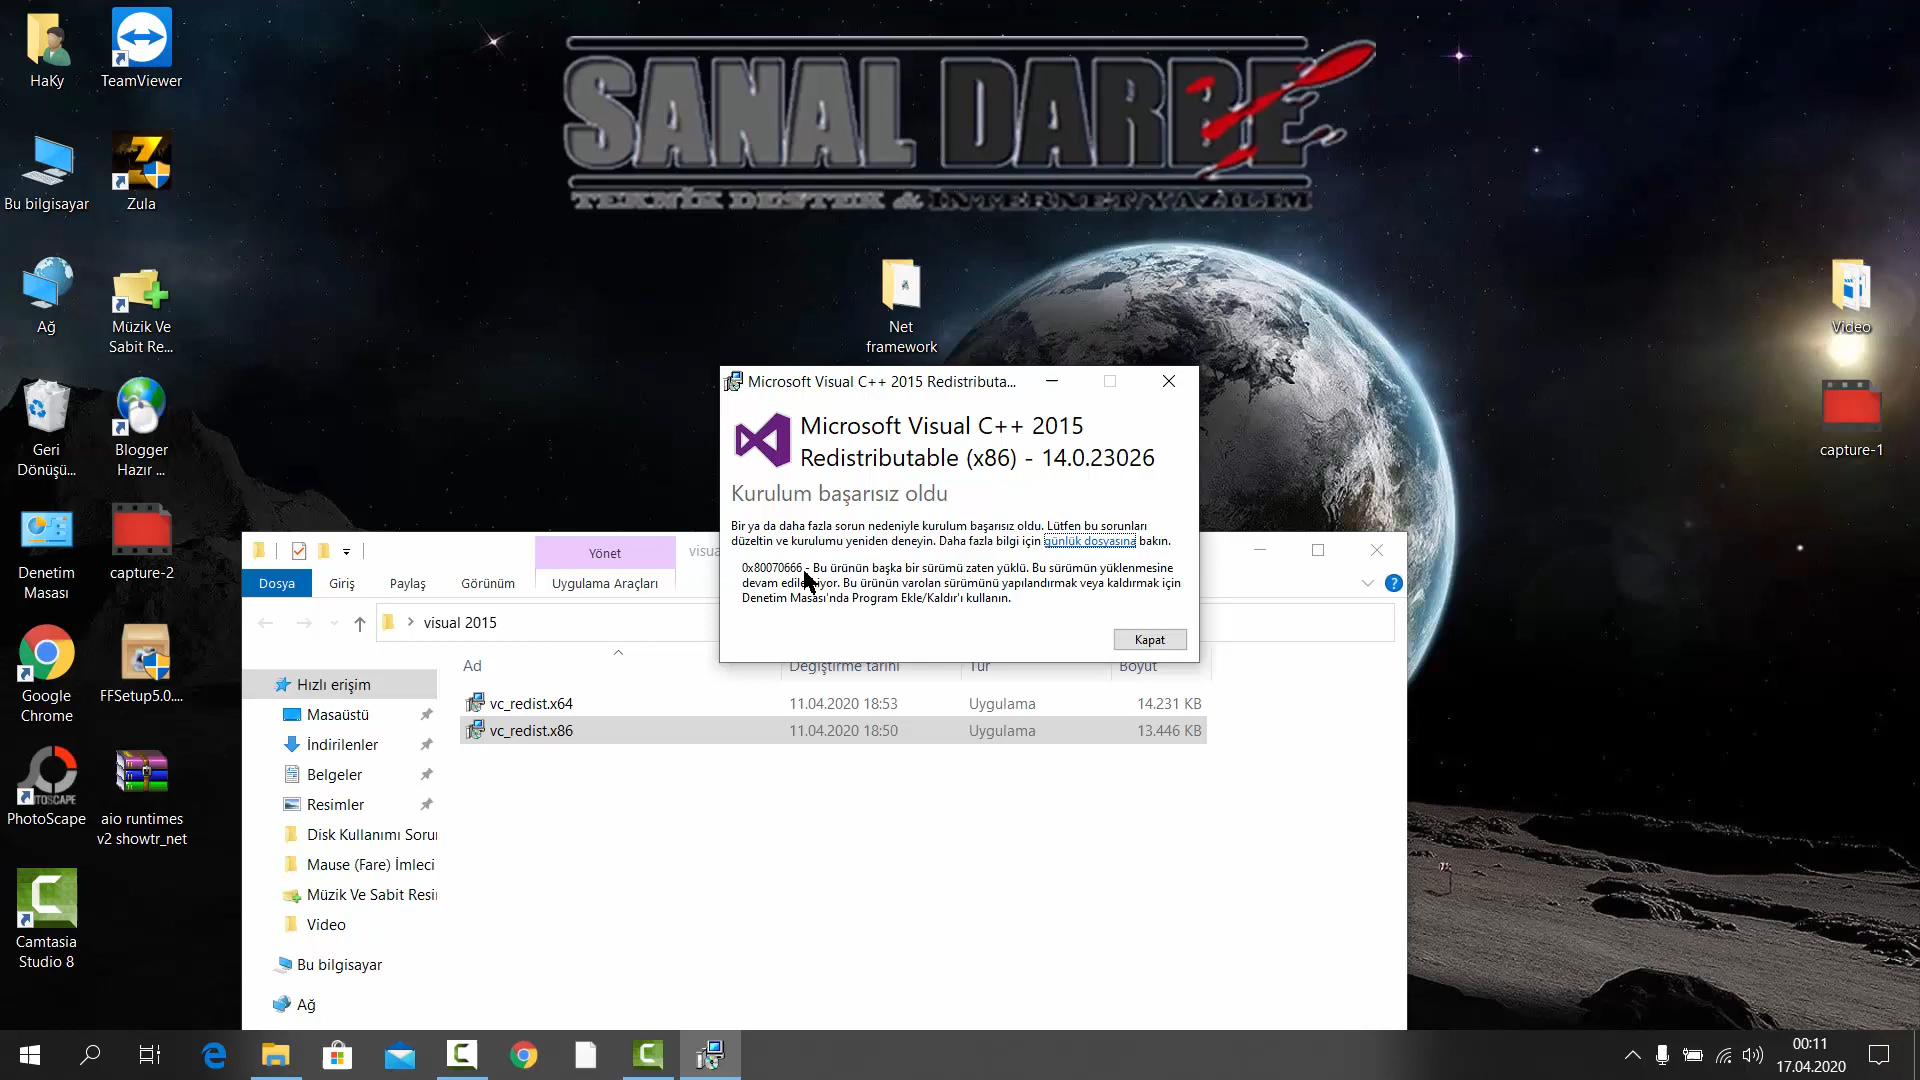 HaKy
TeamViewer
Bu bilgisayar
Zula
Ağ
Müzik Ve
Sabit Re...
Geri
Dönüşü...
Blogger
Hazır ...
Denetim
Masası
capture-2
Google
Chrome
FFSetup5.0....
PhotoScape
aio runtimes
v2 showtr_net
Camtasia
Studio 8
SANAL DARBE
TEKNİK DESTEK & İNTERNET/YAZILIM
Net
framework
Video
capture-1
Microsoft Visual C++ 2015 Redistributa...
Microsoft Visual C++ 2015
Redistributable (x86) - 14.0.23026
Kurulum başarısız oldu
Bir ya da daha fazla sorun nedeniyle kurulum başarısız oldu. Lütfen bu sorunları
düzeltin ve kurulumu yeniden deneyin. Daha fazla bilgi için günlük dosyasına bakın.
0x80070666 - Bu ürünün başka bir sürümü zaten yüklü. Bu sürümün yüklenmesine
devam edilemiyor. Bu ürünün varolan sürümünü yapılandırmak veya kaldırmak için
Denetim Masası'nda Program Ekle/Kaldır'ı kullanın.
Kapat
Yönet
visua
Dosya
Giriş
Paylaş
Görünüm
Uygulama Araçları
visual 2015
Ad
Değiştirme tarihi
Tür
Boyut
vc_redist.x64
11.04.2020 18:53
Uygulama
14.231 KB
vc_redist.x86
11.04.2020 18:50
Uygulama
13.446 KB
Hızlı erişim
Masaüstü
İndirilenler
Belgeler
Resimler
Disk Kullanımı Sorun
Mause (Fare) İmleci
Müzik Ve Sabit Resi
Video
Bu bilgisayar
Ağ
00:11
17.04.2020